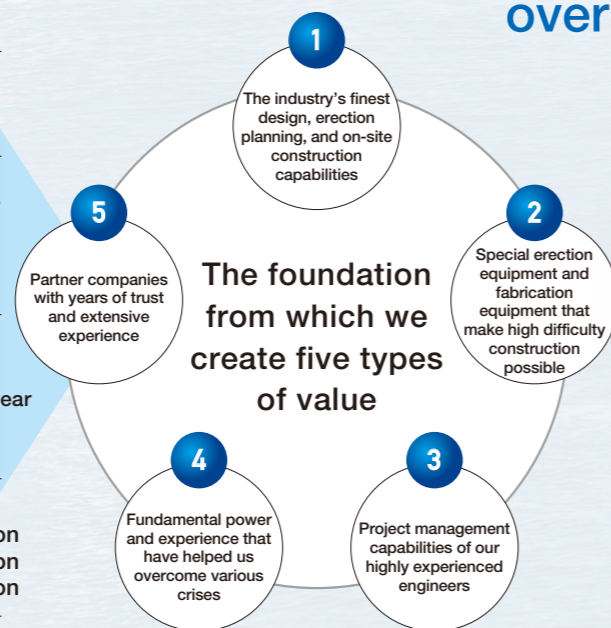 over
1
The industry's finest
design, erection
planning, and on-site
construction
capabilities
2
Special erection
equipment and
fabrication
equipment that
make high difficulty
construction
possible
5
Partner companies
with years of trust
and extensive
experience
The foundation
from which we
create five types
of value
ear
4
Fundamental power
and experience that
have helped us
overcome various
crises
3
Project management
capabilities of our
highly experienced
engineers
on
on
on